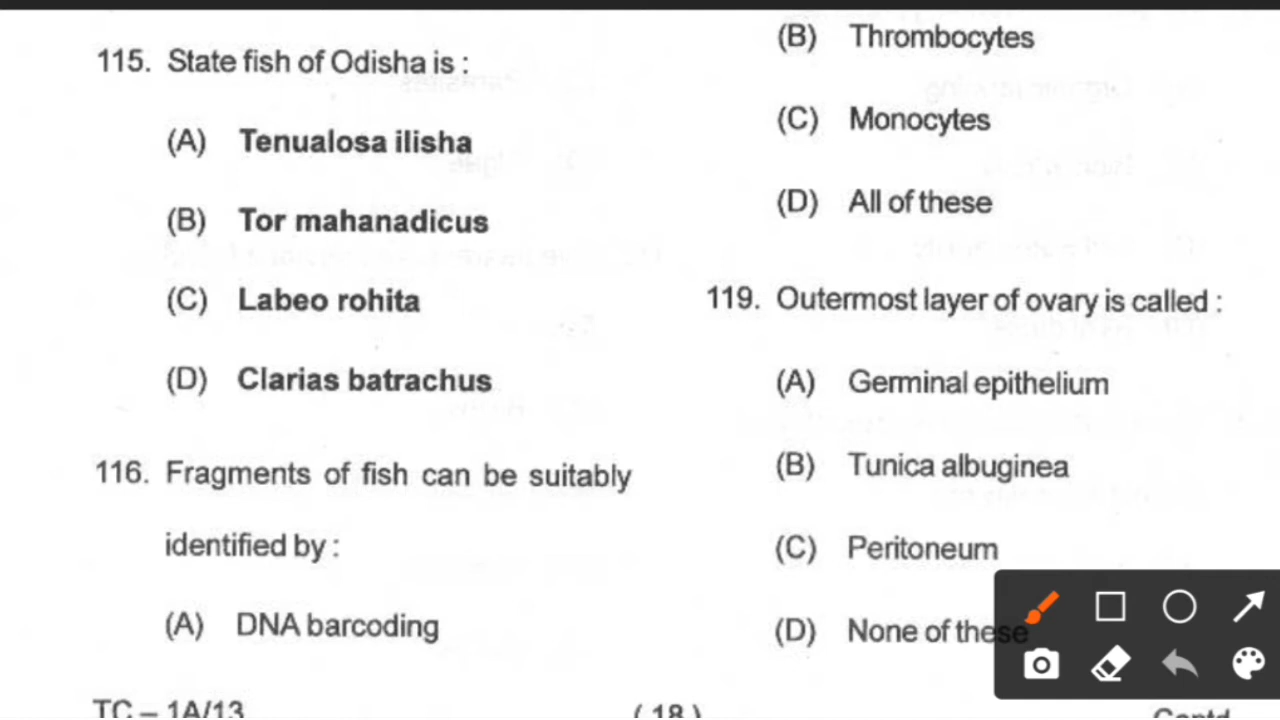 115. State fish of Odisha is :
(A) Tenualosa ilisha
(B) Tor mahanadicus
(C) Labeo rohita
(D) Clarias batrachus
116. Fragments of fish can be suitably
identified by :
(A) DNA barcoding
TC – 1A/13
(B) Thrombocytes
(C) Monocytes
(D) All of these
119. Outermost layer of ovary is called :
(A) Germinal epithelium
(B) Tunica albuginea
(C) Peritoneum
(D) None of these
( 18 )
Contd.